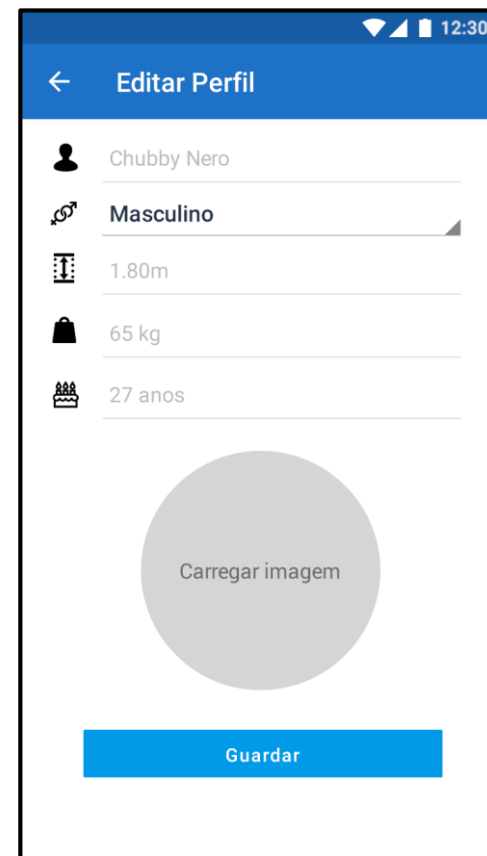 12:30
Editar Perfil
Chubby Nero
Masculino
1.80m
65 kg
27 anos
Carregar imagem
Guardar